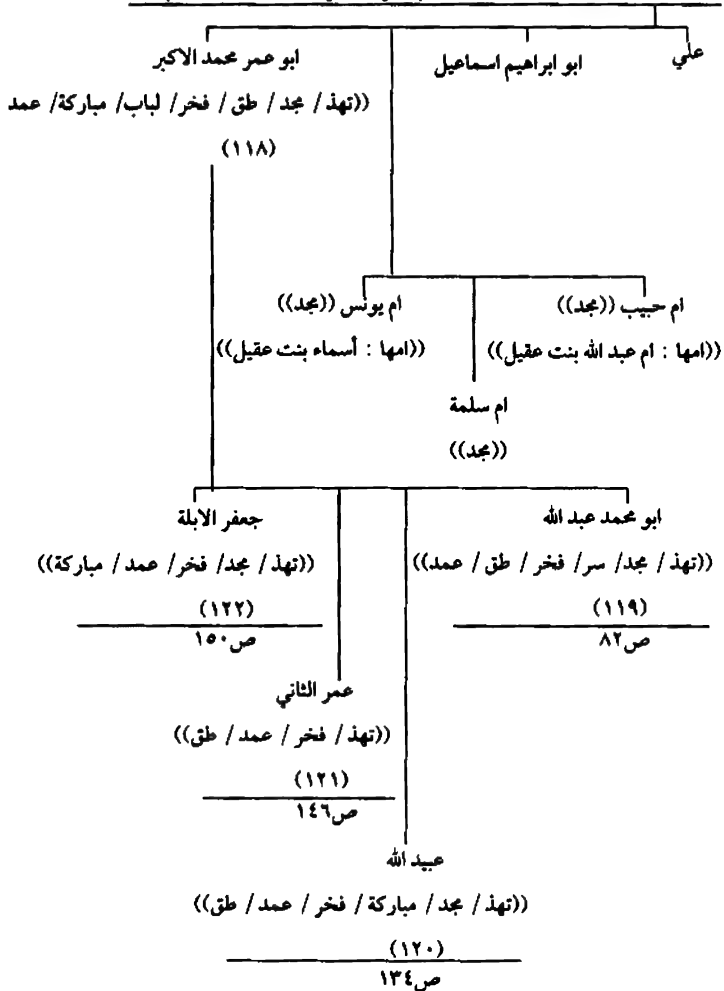 علي
ابو ابراهيم اسماعيل
ابو عمر محمد الاكبر
((تهذ / مجد / طق / فخر / لباب / مباركة / عمد
(١١٨)
ام حبيب ((مجد))
ام يونس ((مجد))
((امها : ام عبد الله بنت عقيل))
((امها : أسماء بنت عقيل))
ام سلمة
((مجد))
ابو محمد عبد الله
جعفر الابلة
((تهذ / مجد / سر / فخر / طق / عمد))
((تهذ / مجد / فخر / عمد / مباركة))
(١١٩)
ص٨٢
(١٢٢)
ص١٥٠
عمر الثاني
((تهذ / فخر / عمد / طق))
(١٢١)
ص١٤٦
عبيد الله
((تهذ / مجد / مباركة / فخر / عمد / طق))
(١٢٠)
ص١٣٤